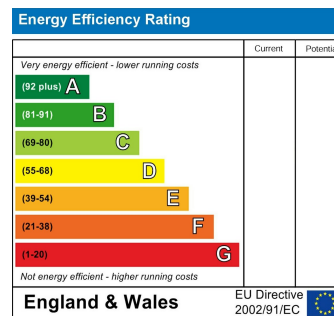 Energy Efficiency Rating
Current Potentia
Very energy efficient - lower running costs
(92 plus) A
(81-91) B
(69-80) C
(55-68) D
(39-54) E
(21-38) F
(1-20) G
Not energy efficient - higher running costs
England & Wales
EU Directive
2002/91/EC